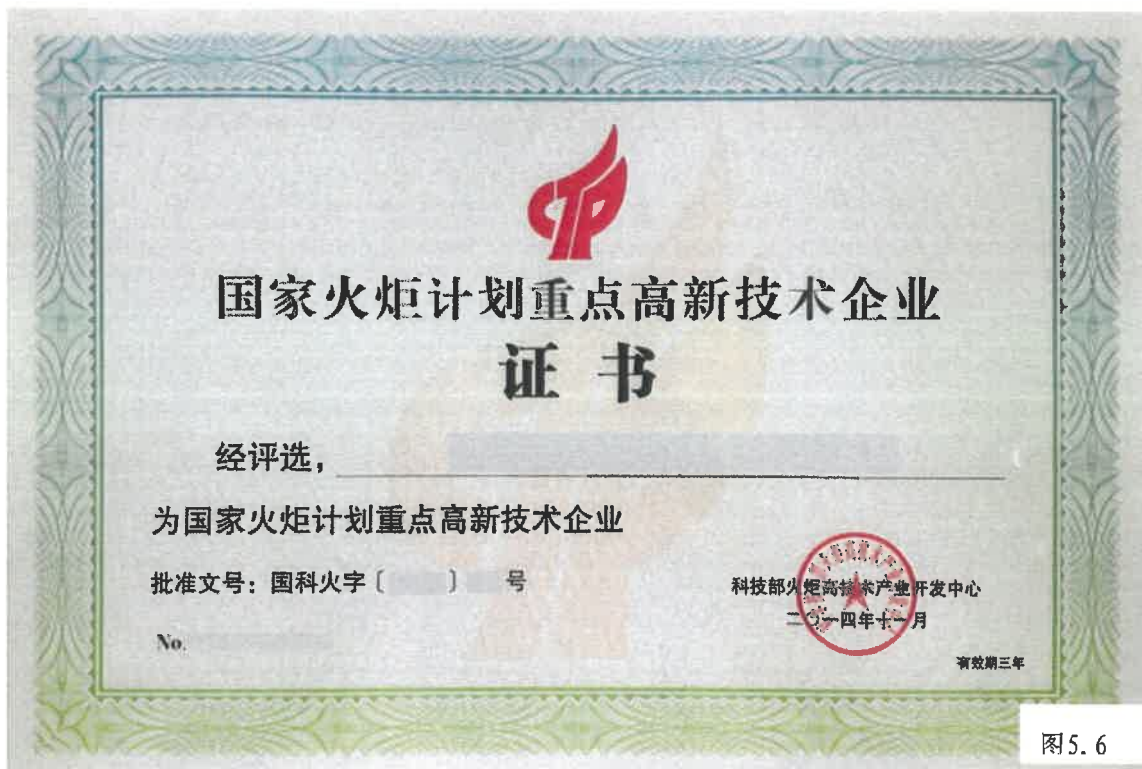 国家火炬计划重点高新技术企业
证书
经评选，
为国家火炬计划重点高新技术企业
批准文号：国科火字〔 〕 号
科技部火炬高技术产业开发中心
二〇一四年十一月
No.
有效期三年
图5.6